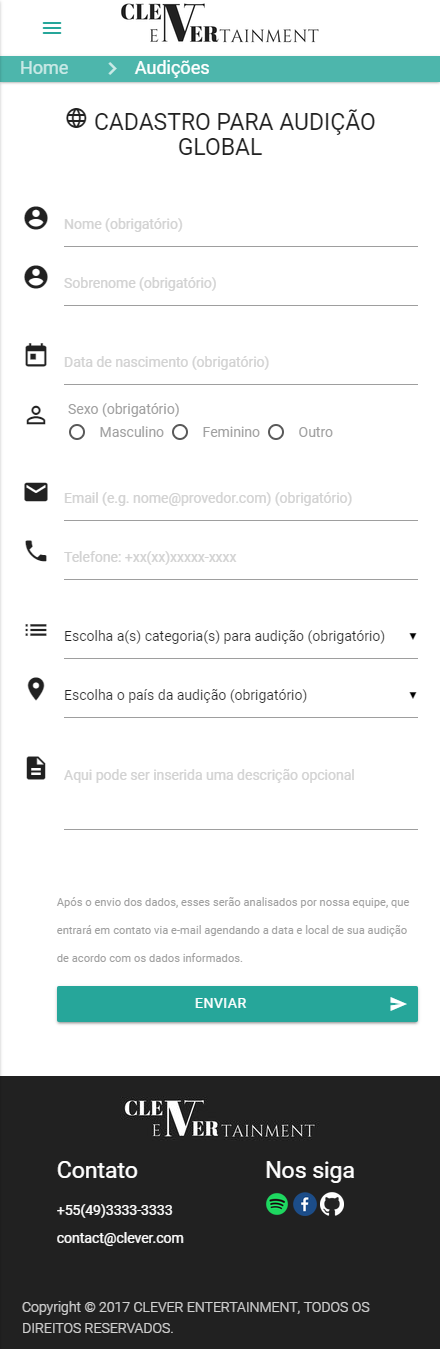 CLEVER
ENTERTAINMENT
Home > Audições
CADASTRO PARA AUDIÇÃO
GLOBAL
Nome (obrigatório)
Sobrenome (obrigatório)
Data de nascimento (obrigatório)
Sexo (obrigatório)
Masculino Feminino Outro
Email (e.g. nome@provedor.com) (obrigatório)
Telefone: +xx(xx)xxxxx-xxxx
Escolha a(s) categoria(s) para audição (obrigatório)
Escolha o país da audição (obrigatório)
Aqui pode ser inserida uma descrição opcional
Após o envio dos dados, esses serão analisados por nossa equipe, que
entrará em contato via e-mail agendando a data e local de sua audição
de acordo com os dados informados.
ENVIAR
CLEVER
ENTERTAINMENT
Contato
Nos siga
+55(49)3333-3333
contact@clever.com
Copyright © 2017 CLEVER ENTERTAINMENT, TODOS OS
DIREITOS RESERVADOS.